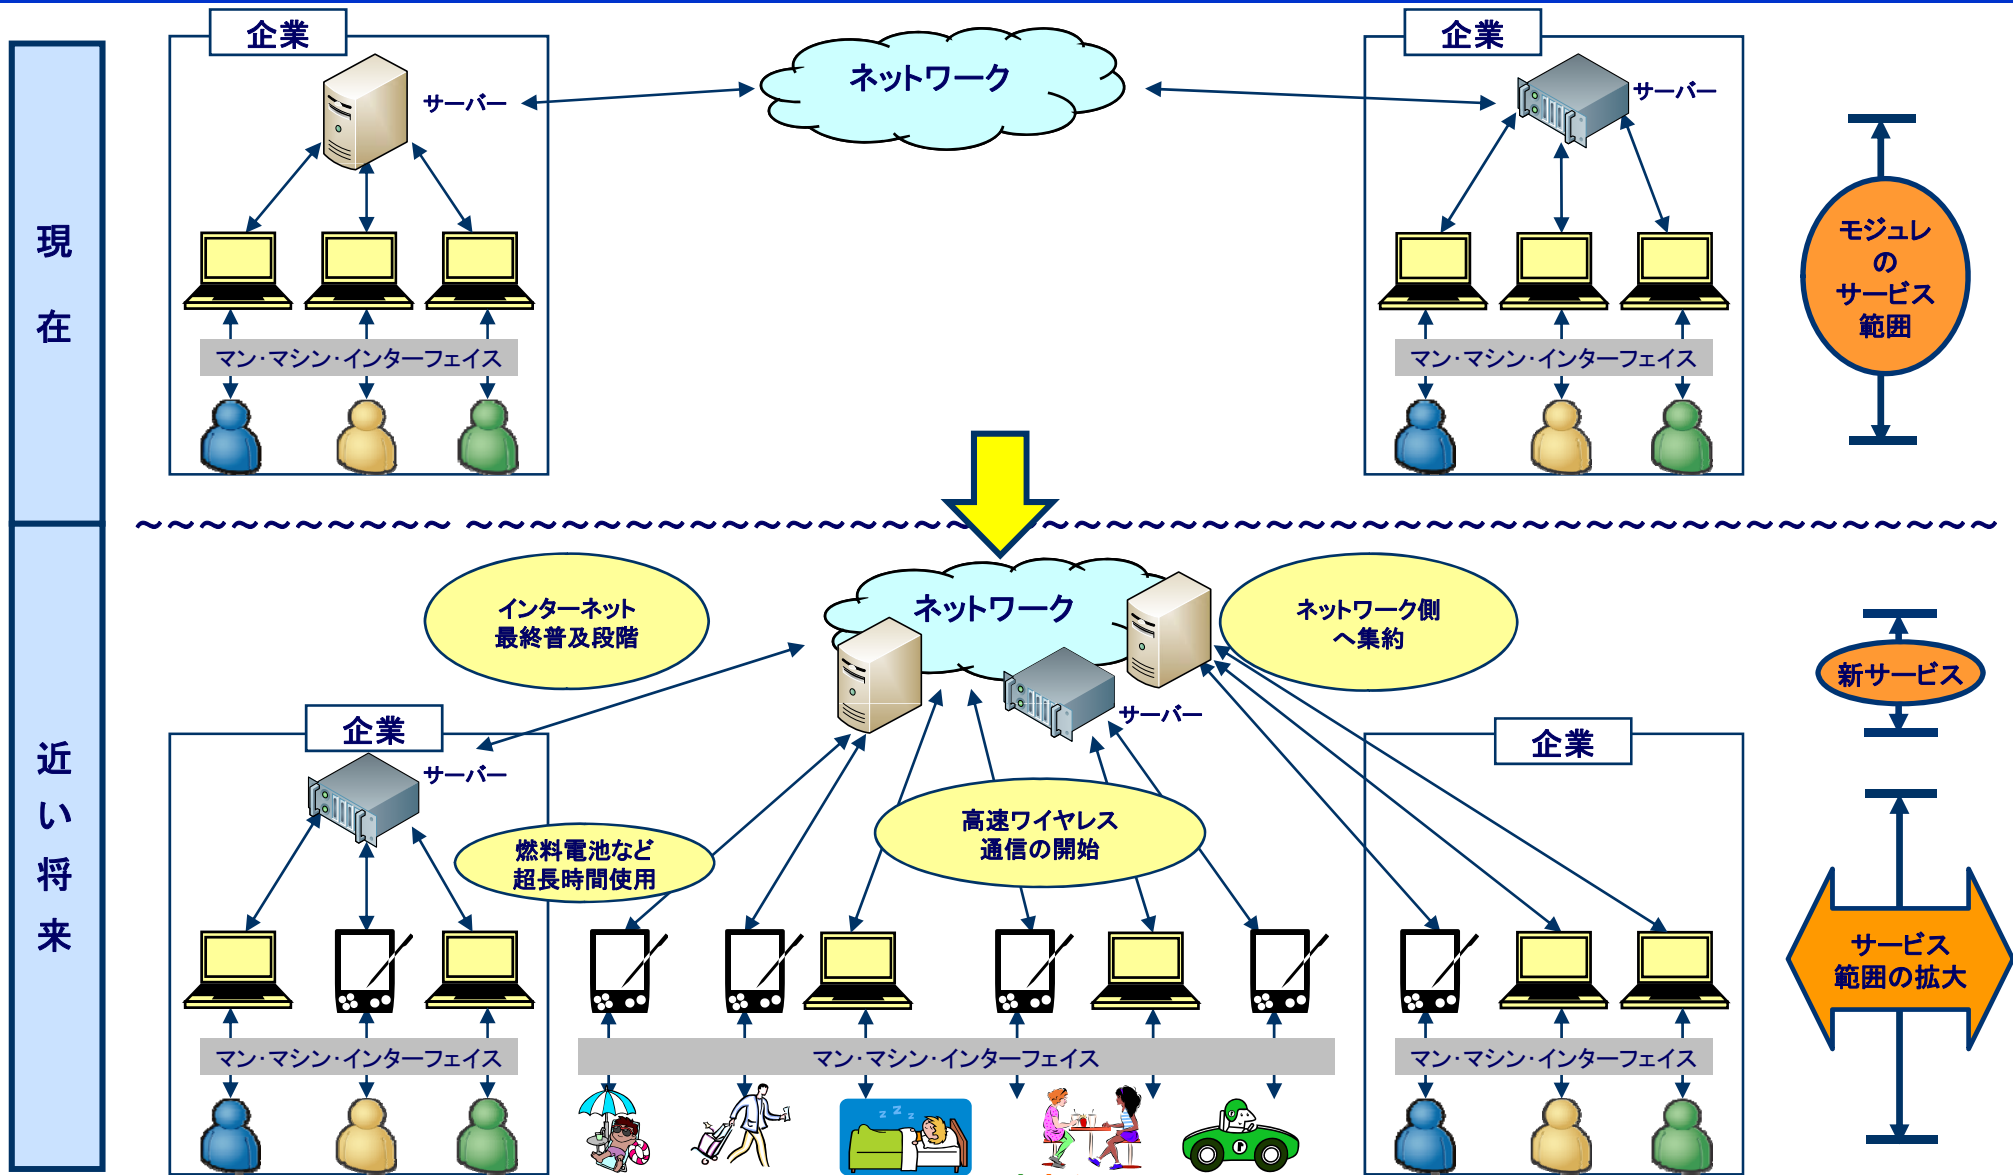 企業
ネットワーク
企業
サーバー
サーバー
現
在
モジュレ
の
サービス
範囲
マン・マシン・インターフェイス
マン・マシン・インターフェイス
~~~~~~~~~~ ~~~~~~~~~~~~~~~~~~~~~~~~~~~~~~~~~~~~~~~~~~~~~~~~
インターネット
最終普及段階
ネットワーク
ネットワーク側
へ集約
新サービス
企業
サーバー
企業
サーバー
近
い
将
来
燃料電池など
超長時間使用
高速ワイヤレス
通信の開始
サービス
範囲の拡大
マン・マシン・インターフェイス
マン・マシン・インターフェイス
マン・マシン・インターフェイス
z z z
P